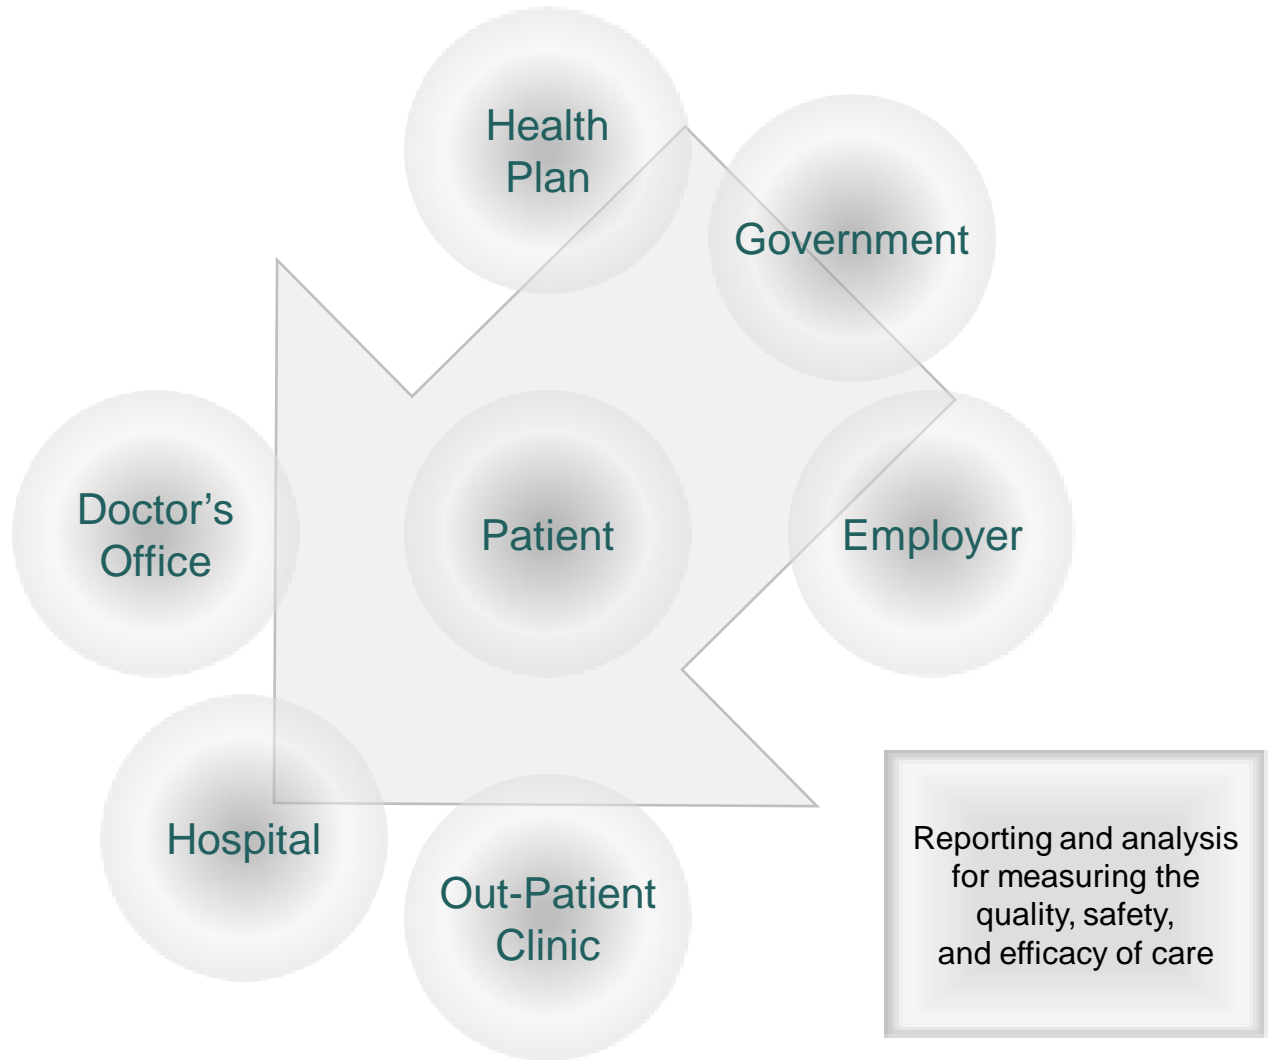 Health
Plan
Government
Doctor’s
Office
Patient
Employer
Hospital
Out-Patient
Clinic
Reporting and analysis
for measuring the
quality, safety,
and efficacy of care